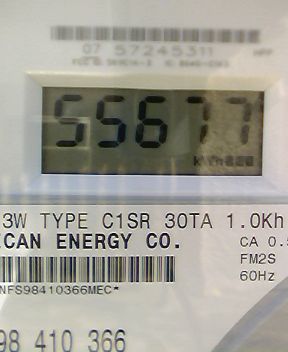 07 57245311
55677
kWh
3W TYPE C1SR 30TA 1.0Kh
ICAN ENERGY CO.
CA 0.5
FM2S
60Hz
NFS98410366MEC*
98 410 366